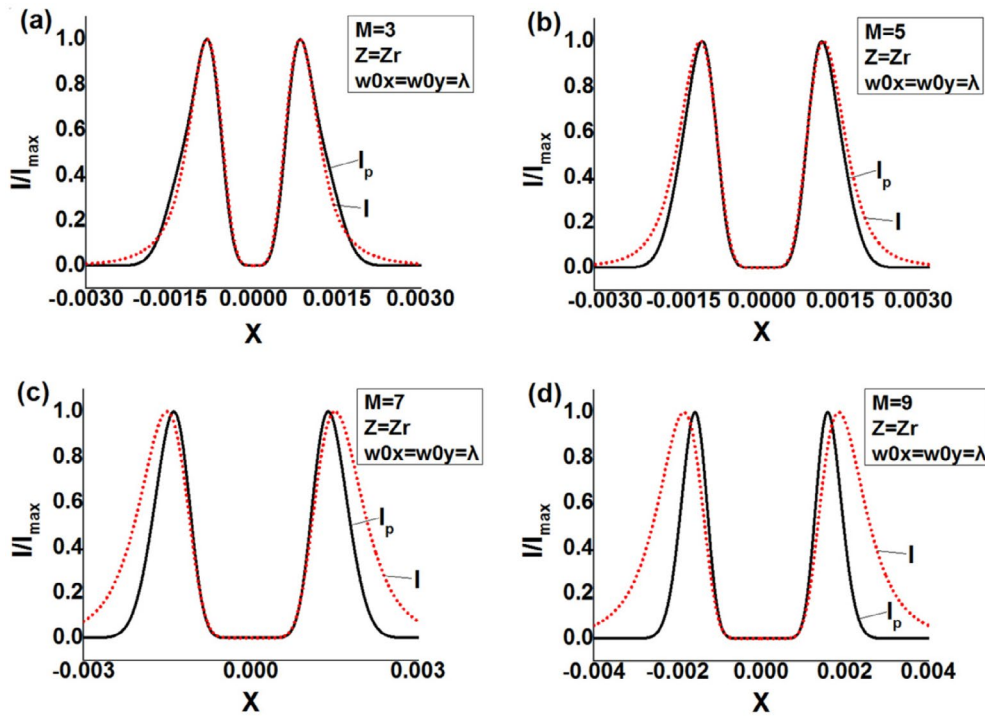 (a)
M=3
Z=Zr
w0x=w0y=λ
I/Imax
1.0
0.8
0.6
0.4
0.2
0.0
Ip
I
-0.0030 -0.0015 0.0000 0.0015 0.0030
X
(b)
M=5
Z=Zr
w0x=w0y=λ
I/Imax
1.0
0.8
0.6
0.4
0.2
0.0
Ip
I
-0.0030 -0.0015 0.0000 0.0015 0.0030
X
(c)
M=7
Z=Zr
w0x=w0y=λ
I/Imax
1.0
0.8
0.6
0.4
0.2
0.0
Ip
I
-0.003 0.000 0.003
X
(d)
M=9
Z=Zr
w0x=w0y=λ
I/Imax
1.0
0.8
0.6
0.4
0.2
0.0
I
Ip
-0.004 -0.002 0.000 0.002 0.004
X